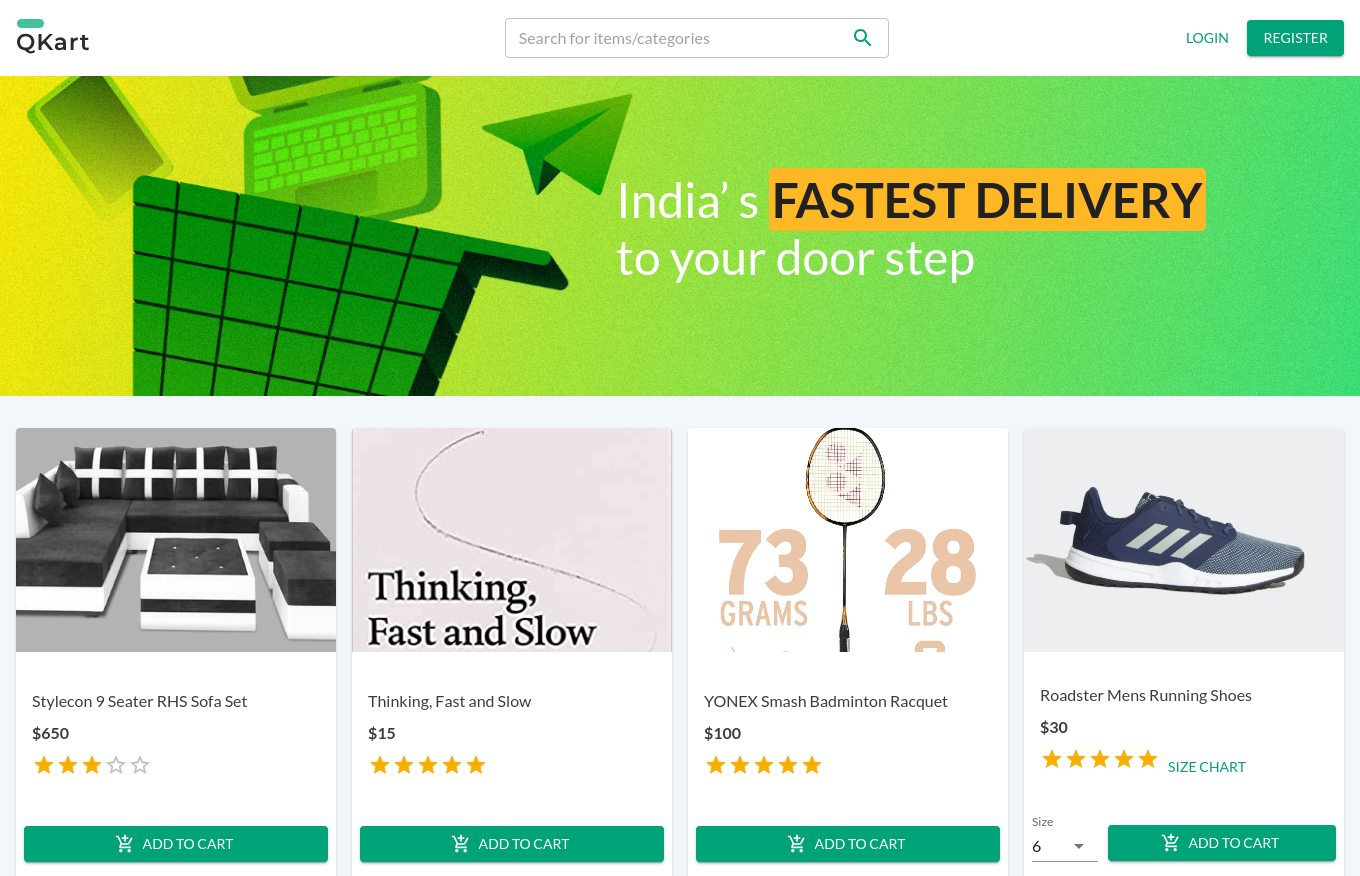 QKart
Search for items/categories
LOGIN
REGISTER
India’ s FASTEST DELIVERY
to your door step
Thinking,
Fast and Slow
73
GRAMS
28
LBS
Stylecon 9 Seater RHS Sofa Set
$650
ADD TO CART
Thinking, Fast and Slow
$15
ADD TO CART
YONEX Smash Badminton Racquet
$100
ADD TO CART
Roadster Mens Running Shoes
$30
SIZE CHART
Size
6
ADD TO CART